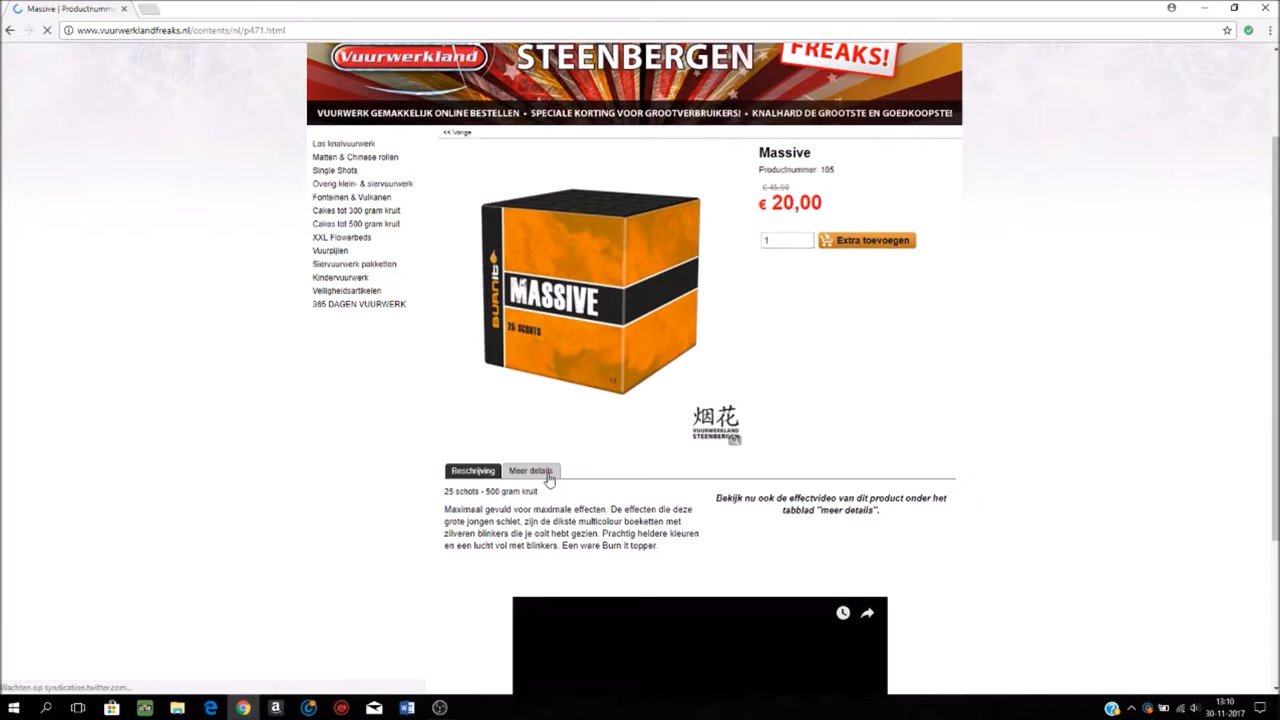 Massive | Productnumm
www.vuurwerklandfreaks.nl/contents/nl/p471.html
Vuurwerkland
STEENBERGEN
FREAKS!
VUURWERK GEMAKKELIJK ONLINE BESTELLEN • SPECIALE KORTING VOOR GROOTVERBRUIKERS! • KNALHARD DE GROOTSTE EN GOEDKOOPSTE!
<< Vorige
Los knalvuurwerk
Matten & Chinese rollen
Single Shots
Overig klein- & siervuurwerk
Fonteinen & Vulkanen
Cakes tot 300 gram kruit
Cakes tot 500 gram kruit
XXL Flowerbeds
Vuurpijlen
Siervuurwerk pakketten
Kindervuurwerk
Veiligheidsartikelen
365 DAGEN VUURWERK
BURNit
MASSIVE
25 SCHOTS
烟花
VUURWERKLAND
STEENBERGEN
Massive
Productnummer: 105
€ 45,00
€ 20,00
1
Extra toevoegen
Beschrijving
Meer details
25 schots - 500 gram kruit
Maximaal gevuld voor maximale effecten. De effecten die deze
grote jongen schiet, zijn de dikste multicolour boeketten met
zilveren blinkers die je ooit hebt gezien. Prachtig heldere kleuren
en een lucht vol met blinkers. Een ware Burn it topper.
Bekijk nu ook de effectvideo van dit product onder het
tabblad "meer details".
Wachten op syndication.twitter.com...
13:10
30-11-2017